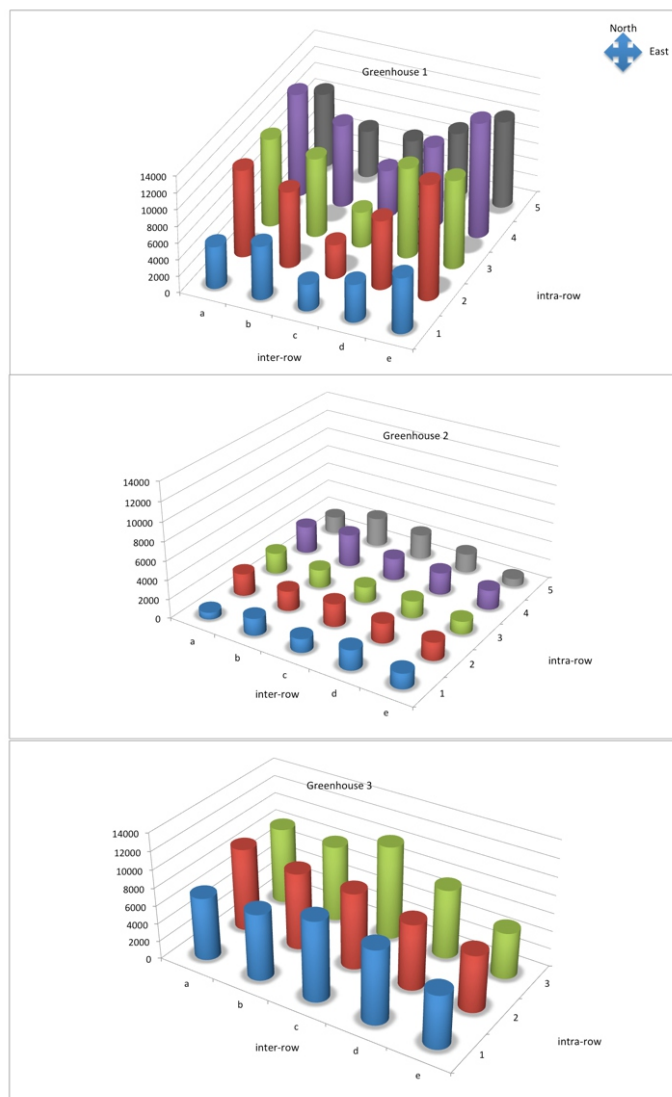 North
East
Greenhouse 1
14000
12000
10000
8000
6000
4000
2000
0
a
b
c
d
e
inter-row
1
2
3
4
5
intra-row
Greenhouse 2
14000
12000
10000
8000
6000
4000
2000
0
a
b
c
d
e
inter-row
1
2
3
4
5
intra-row
Greenhouse 3
14000
12000
10000
8000
6000
4000
2000
0
a
b
c
d
e
inter-row
1
2
3
intra-row